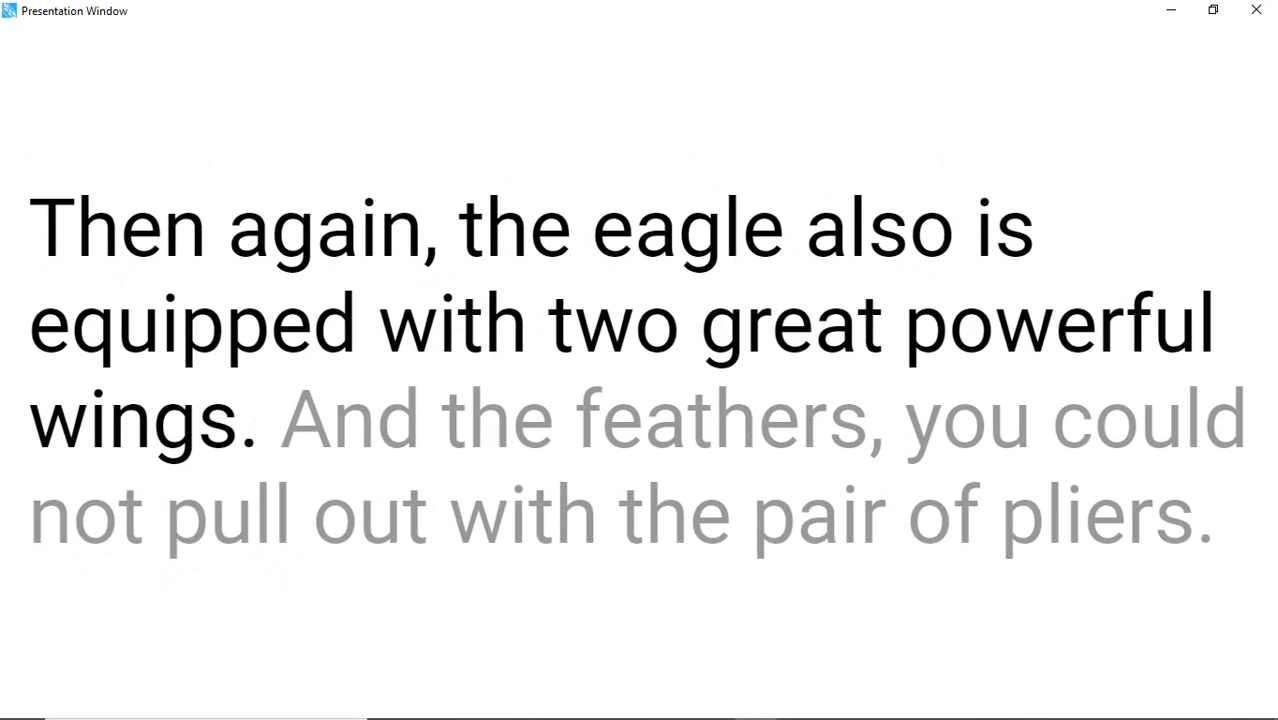 Presentation Window
Then again, the eagle also is
equipped with two great powerful
wings. And the feathers, you could
not pull out with the pair of pliers.